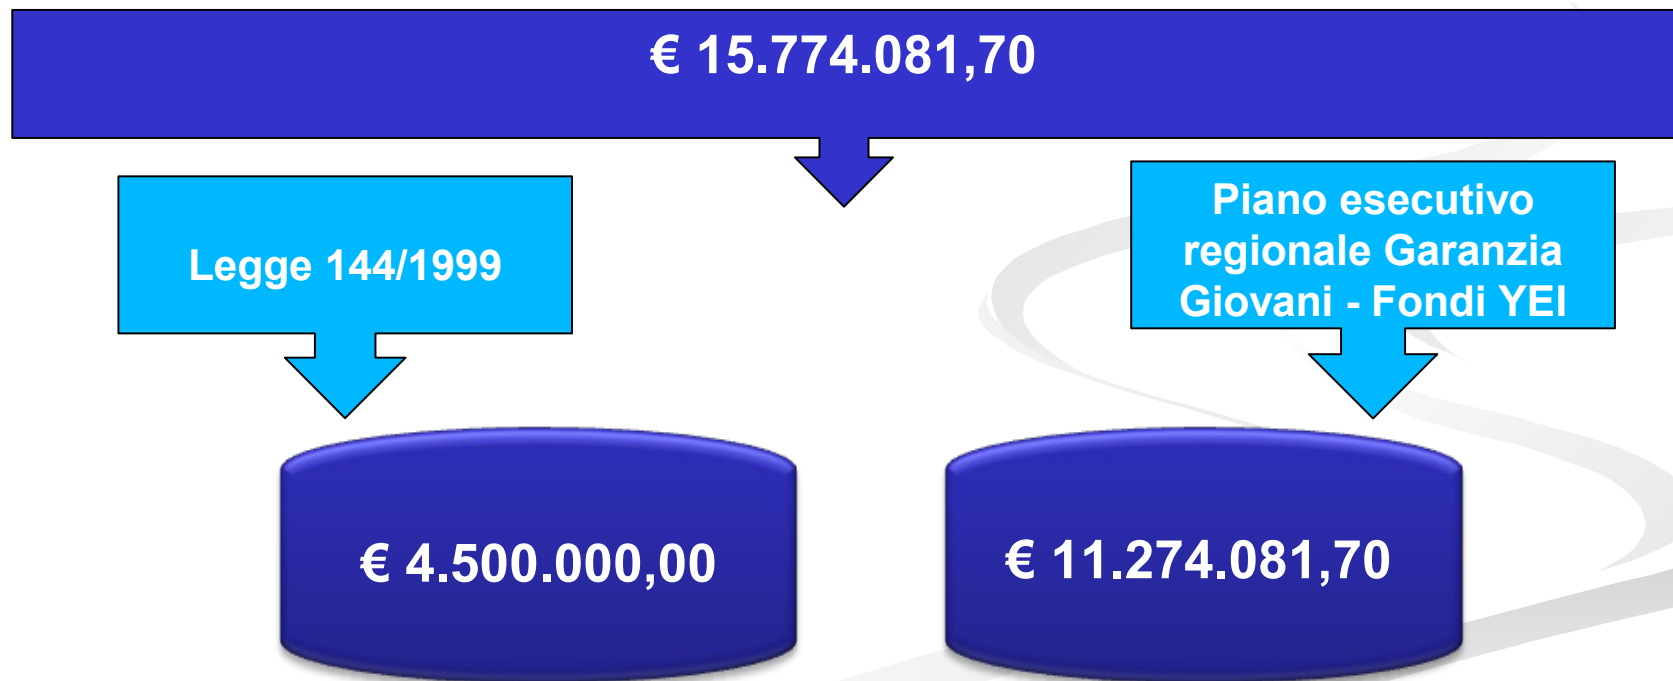 € 15.774.081,70
Legge 144/1999
Piano esecutivo
regionale Garanzia
Giovani - Fondi YEI
€ 4.500.000,00
€ 11.274.081,70